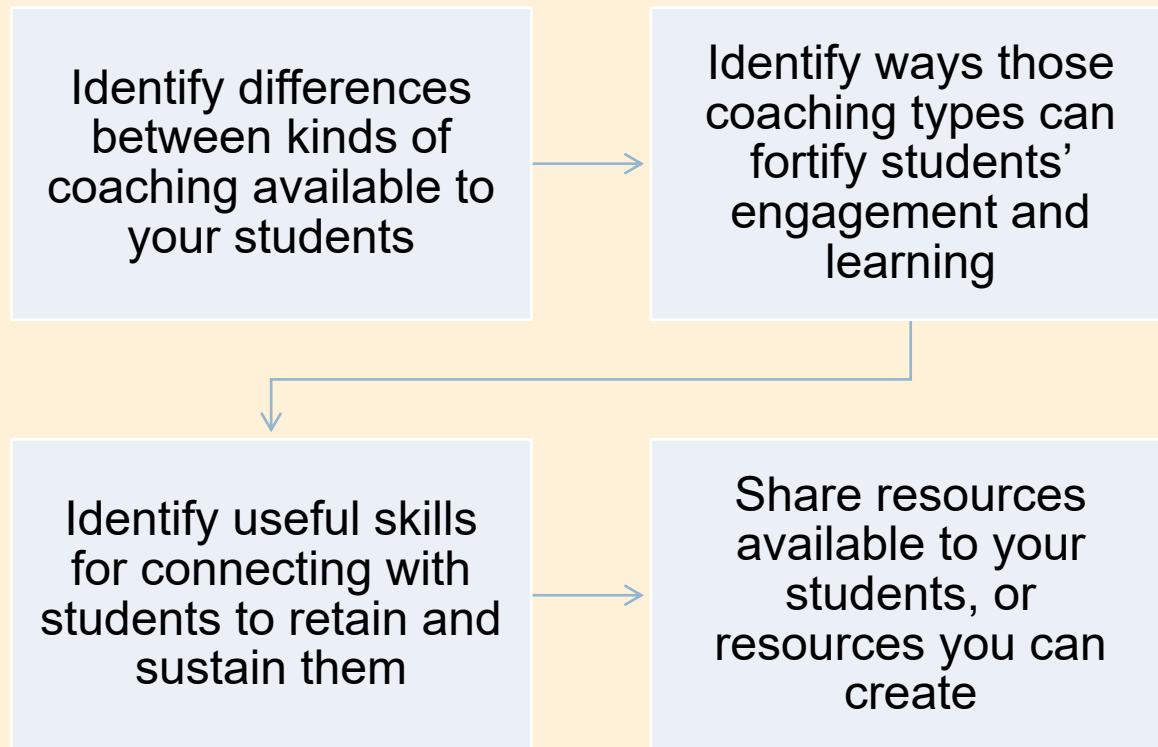 Identify differences
between kinds of
coaching available to
your students
Identify ways those
coaching types can
fortify students’
engagement and
learning
Identify useful skills
for connecting with
students to retain and
sustain them
Share resources
available to your
students, or
resources you can
create